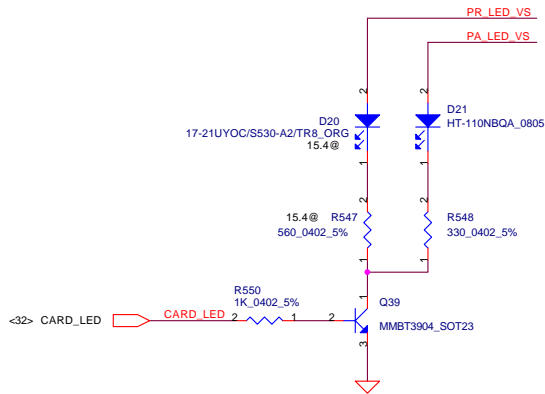 PR_LED_VS
PA_LED_VS
2
2
D20
17-21UYOC/S530-A2/TR8_ORG
15.4@
D21
HT-110NBQA_0805
1
1
2
2
15.4@ R547
560_0402_5%
R548
330_0402_5%
1
1
R550
1K_0402_5%
1
Q39
<32> CARD_LED
CARD_LED
2
1
2
MMBT3904_SOT23
3